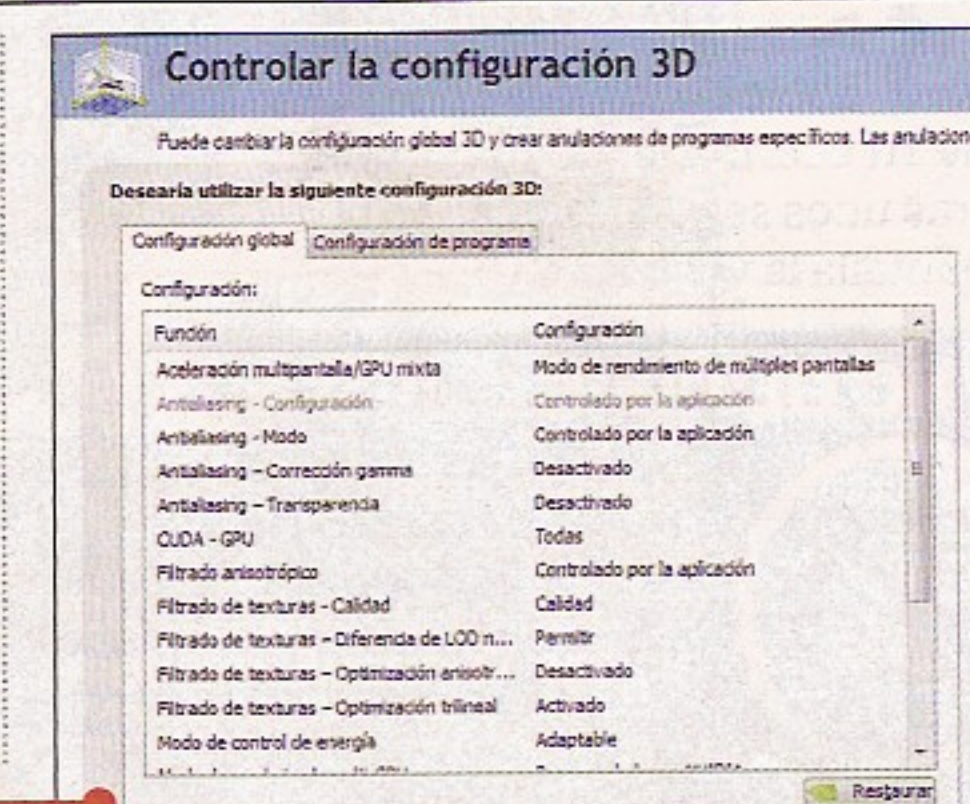 Controlar la configuración 3D
Puede cambiar la configuración global 3D y crear anulaciones de programas específicos. Las anulacion
Desearía utilizar la siguiente configuración 3D:
Configuración global Configuración de programa
Configuración:
Función Configuración
Aceleración multipantalla/GPU mixta Modo de rendimiento de múltiples pantallas
Antialiasing - Configuración Controlado por la aplicación
Antialiasing - Modo Controlado por la aplicación
Antialiasing – Corrección gamma Desactivado
Antialiasing – Transparencia Desactivado
CUDA - GPU Todas
Filtrado anisotrópico Controlado por la aplicación
Filtrado de texturas - Calidad Calidad
Filtrado de texturas – Diferencia de LOD n... Permitir
Filtrado de texturas – Optimización anisotr... Desactivado
Filtrado de texturas – Optimización trilineal Activado
Modo de control de energía Adaptable
Restaurar